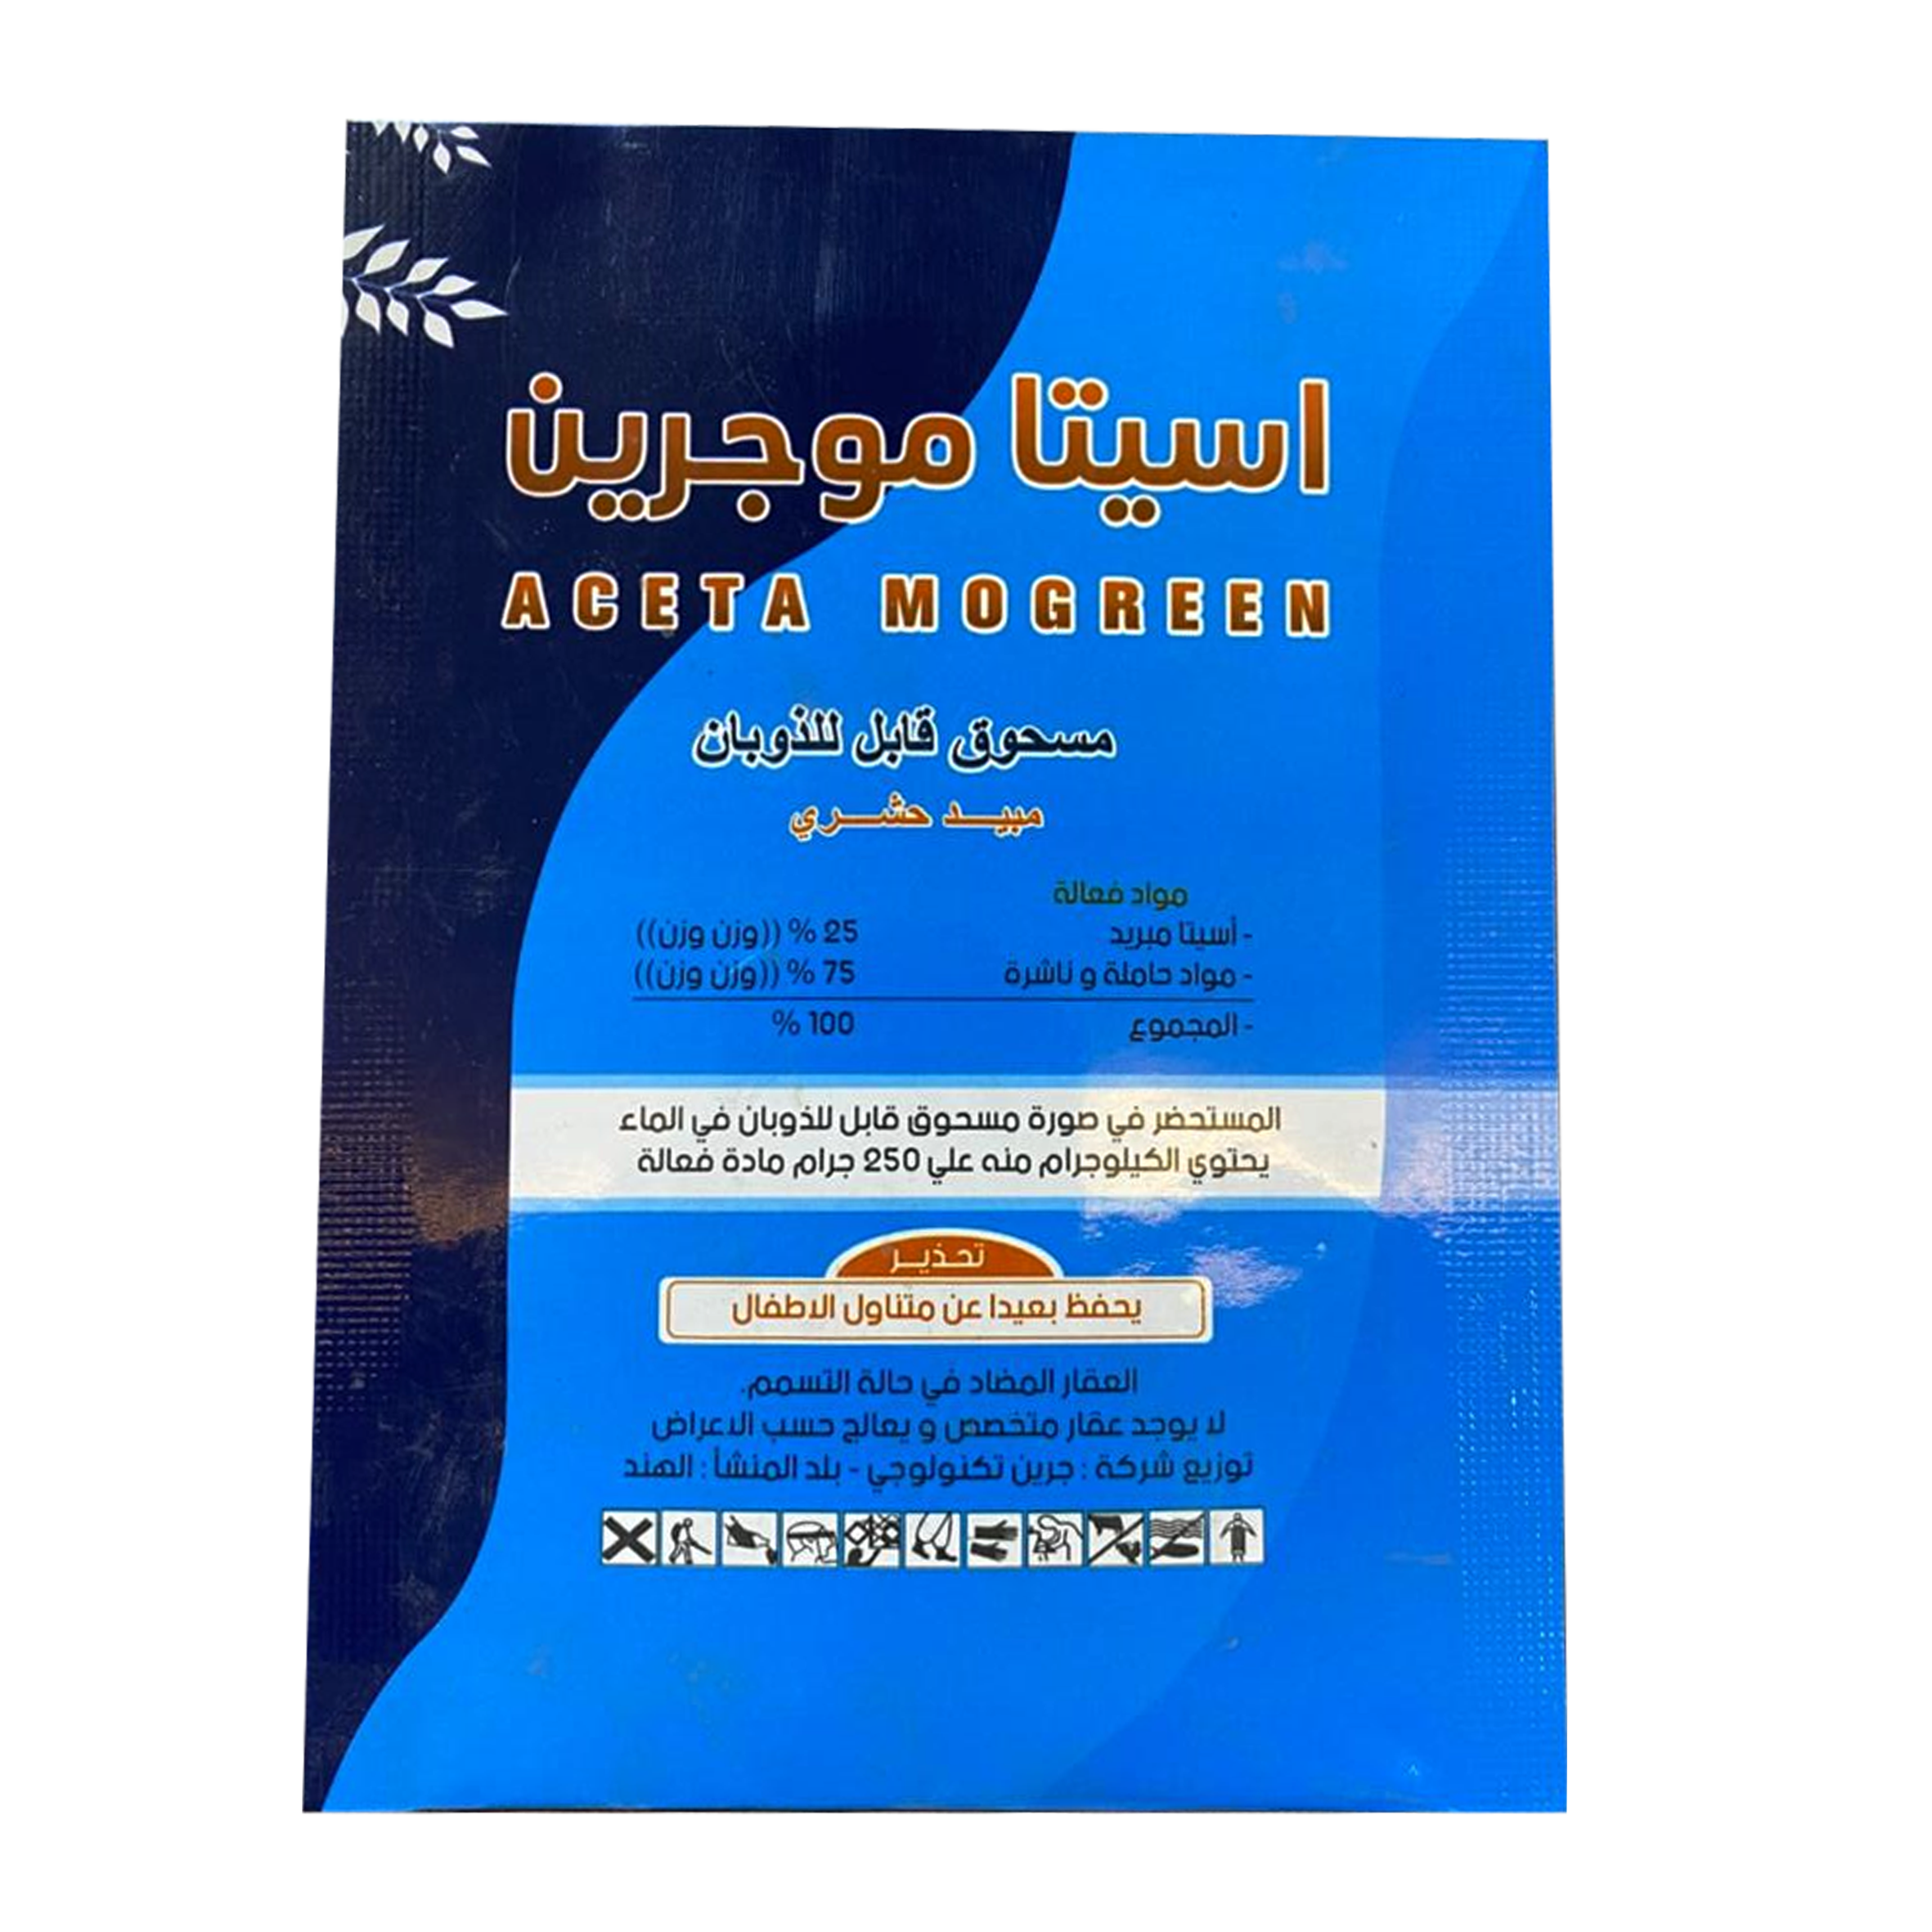 اسيتا موجرين
ACETA MOGREEN
مسحوق قابل للذوبان
مبيد حشري
مواد فعالة
- أسيتا مبريد 25 % ((وزن وزن))
- مواد حاملة و ناشرة 75 % ((وزن وزن))
- المجموع 100 %
المستحضر في صورة مسحوق قابل للذوبان في الماء
يحتوي الكيلوجرام منه علي 250 جرام مادة فعالة
تحذير
يحفظ بعيدا عن متناول الاطفال
العقار المضاد في حالة التسمم.
لا يوجد عقار متخصص و يعالج حسب الاعراض
توزيع شركة : جرين تكنولوجي - بلد المنشأ : الهند